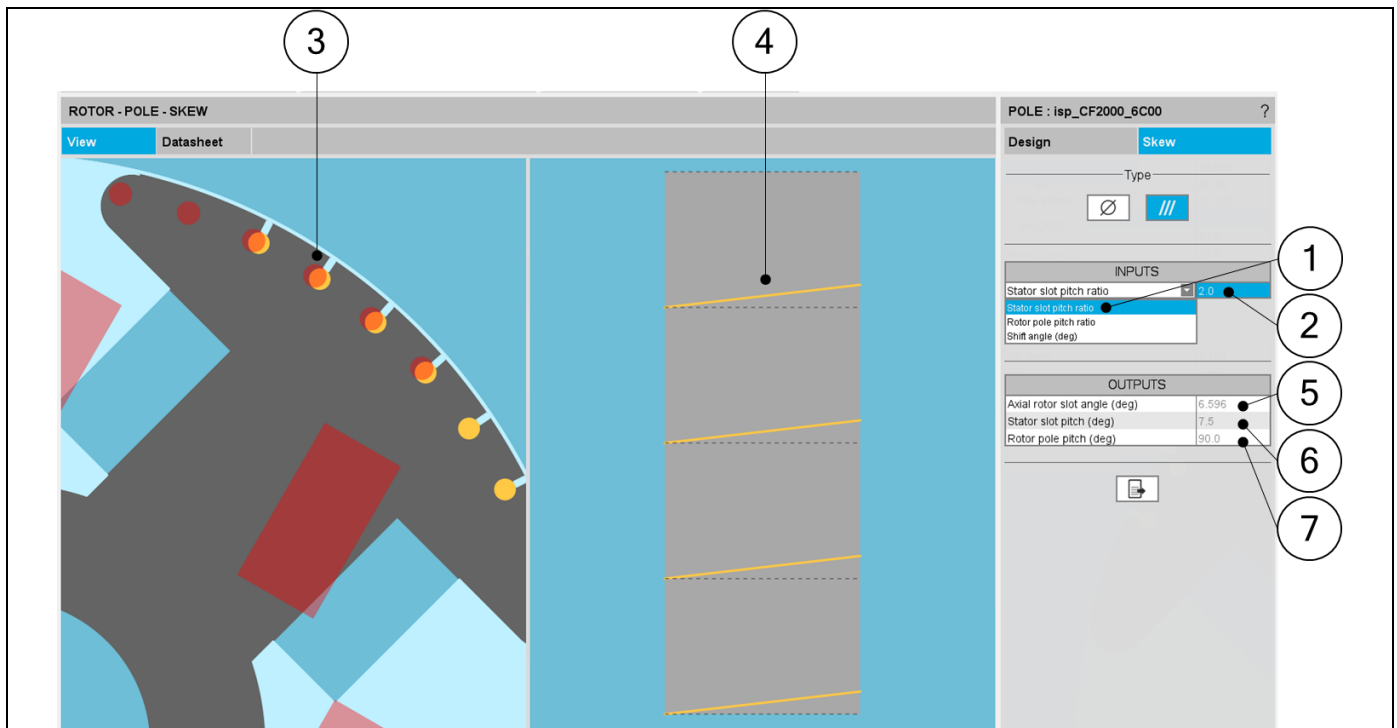 3
4
ROTOR - POLE - SKEW
View Datasheet
POLE : isp_CF2000_6C00 ?
Design Skew
Type
Ø ///
INPUTS
Stator slot pitch ratio 2.0
Stator slot pitch ratio
Rotor pole pitch ratio
Shift angle (deg)
1
2
OUTPUTS
Axial rotor slot angle (deg) 6.596
Stator slot pitch (deg) 7.5
Rotor pole pitch (deg) 90.0
5
6
7